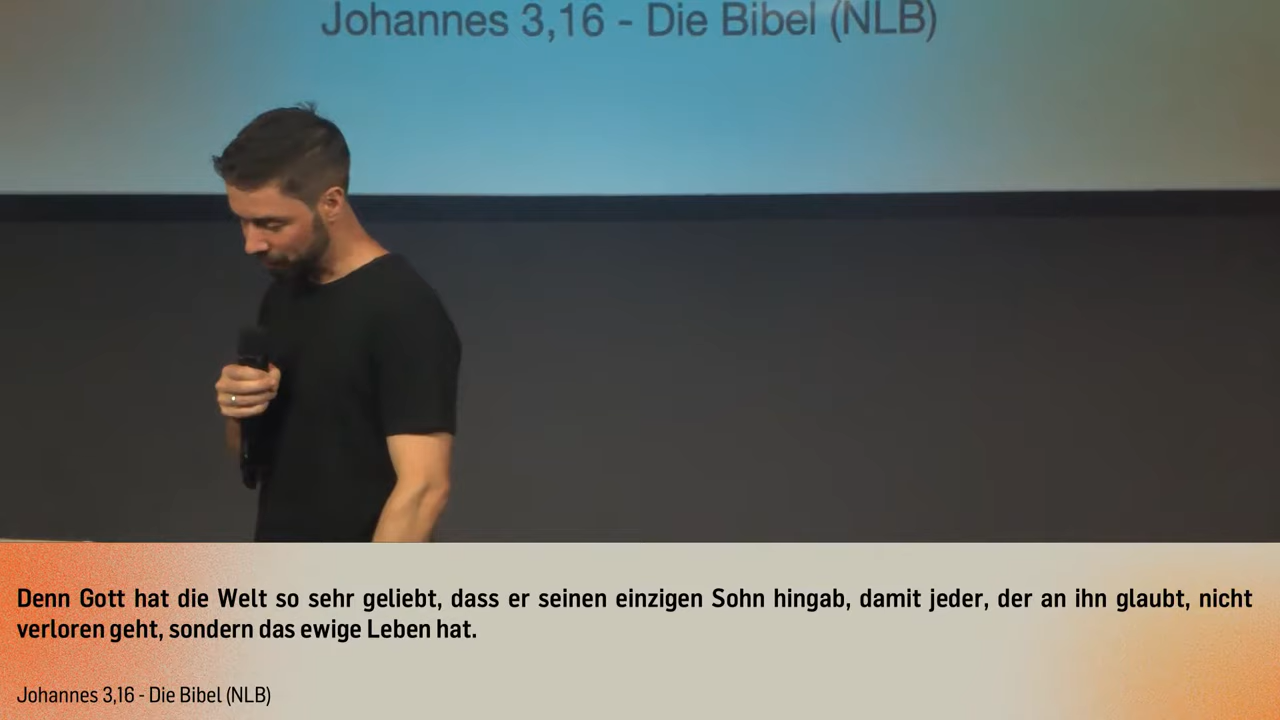 Johannes 3,16 - Die Bibel (NLB)
Denn Gott hat die Welt so sehr geliebt, dass er seinen einzigen Sohn hingab, damit jeder, der an ihn glaubt, nicht
verloren geht, sondern das ewige Leben hat.
Johannes 3,16 - Die Bibel (NLB)